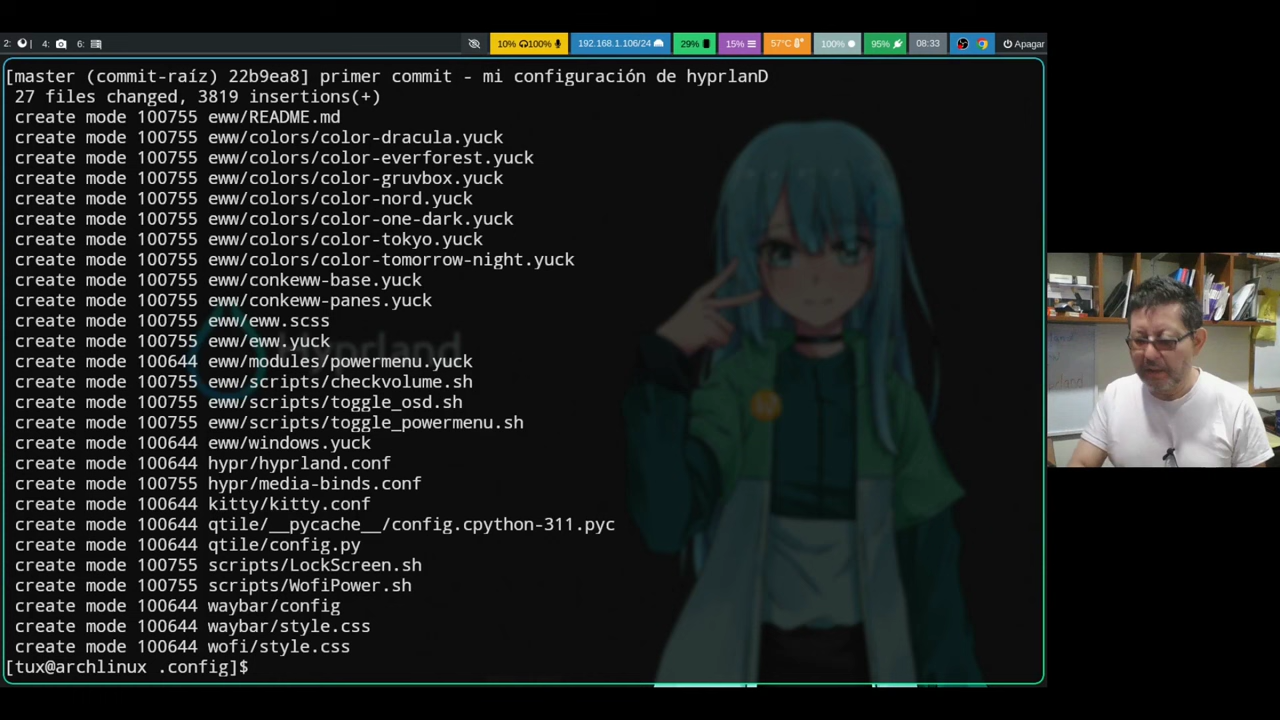 2: 4: 6: 10% 100% 192.168.1.106/24 29% 15% 57°C 100% 95% 08:33 Apagar
[master (commit-raíz) 22b9ea8] primer commit - mi configuración de hyprlanD
27 files changed, 3819 insertions(+)
create mode 100755 eww/README.md
create mode 100755 eww/colors/color-dracula.yuck
create mode 100755 eww/colors/color-everforest.yuck
create mode 100755 eww/colors/color-gruvbox.yuck
create mode 100755 eww/colors/color-nord.yuck
create mode 100755 eww/colors/color-one-dark.yuck
create mode 100755 eww/colors/color-tokyo.yuck
create mode 100755 eww/colors/color-tomorrow-night.yuck
create mode 100755 eww/conkeww-base.yuck
create mode 100755 eww/conkeww-panes.yuck
create mode 100755 eww/eww.scss
create mode 100755 eww/eww.yuck
create mode 100644 eww/modules/powermenu.yuck
create mode 100755 eww/scripts/checkvolume.sh
create mode 100755 eww/scripts/toggle_osd.sh
create mode 100755 eww/scripts/toggle_powermenu.sh
create mode 100644 eww/windows.yuck
create mode 100644 hypr/hyprland.conf
create mode 100755 hypr/media-binds.conf
create mode 100644 kitty/kitty.conf
create mode 100644 qtile/__pycache__/config.cpython-311.pyc
create mode 100644 qtile/config.py
create mode 100755 scripts/LockScreen.sh
create mode 100755 scripts/WofiPower.sh
create mode 100644 waybar/config
create mode 100644 waybar/style.css
create mode 100644 wofi/style.css
[tux@archlinux .config]$
Hyprland